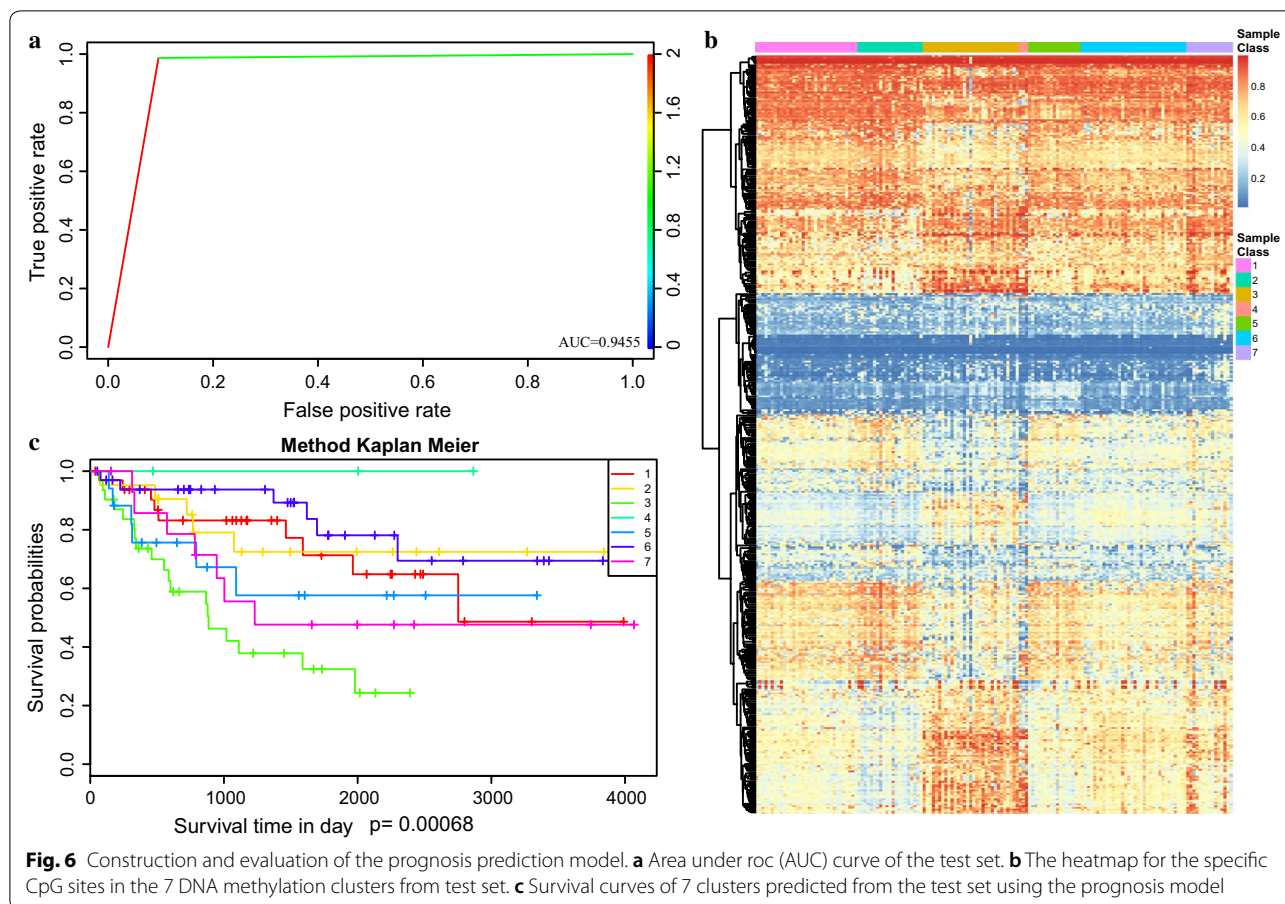 a
1.0
0.8
0.6
0.4
0.2
0.0
True positive rate
0.0 0.2 0.4 0.6 0.8 1.0
False positive rate
AUC=0.9455
2
1.6
1.2
0.8
0.4
0
b
Sample
Class
0.8
0.6
0.4
0.2
Sample
Class
1
2
3
4
5
6
7
c
Method Kaplan Meier
1.0
0.8
0.6
0.4
0.2
0.0
Survival probabilities
1
2
3
4
5
6
7
0 1000 2000 3000 4000
Survival time in day p= 0.00068
Fig. 6 Construction and evaluation of the prognosis prediction model. a Area under roc (AUC) curve of the test set. b The heatmap for the specific
CpG sites in the 7 DNA methylation clusters from test set. c Survival curves of 7 clusters predicted from the test set using the prognosis model